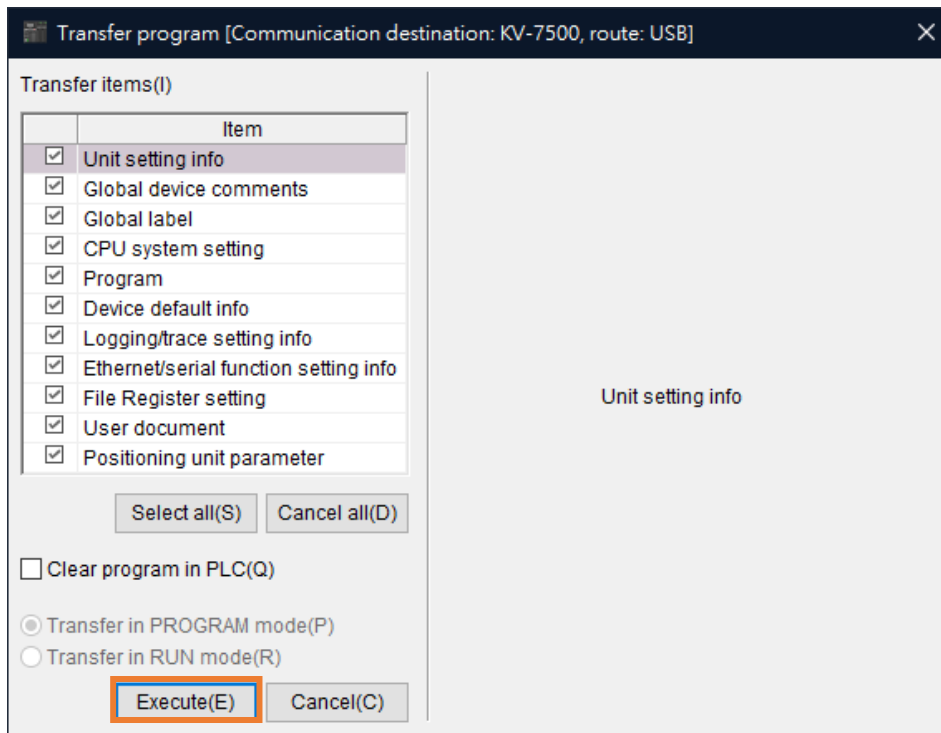 Transfer program [Communication destination: KV-7500, route: USB]
Transfer items(I)
Item
Unit setting info
Global device comments
Global label
CPU system setting
Program
Device default info
Logging/trace setting info
Ethernet/serial function setting info
File Register setting
User document
Positioning unit parameter
Select all(S) Cancel all(D)
Clear program in PLC(Q)
Transfer in PROGRAM mode(P)
Transfer in RUN mode(R)
Execute(E) Cancel(C)
Unit setting info